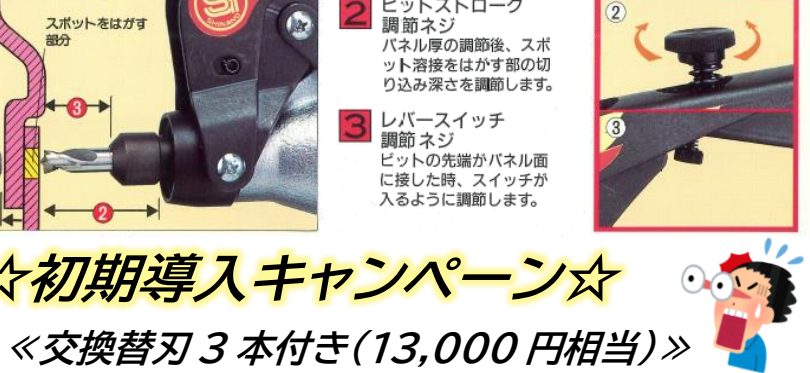 スポットをはがす
部分
3
2
SHINANO
2 ビットストローク
調節ネジ
パネル厚の調節後、スポ
ット溶接をはがす部の切
り込み深さを調節します。
3 レバースイッチ
調節ネジ
ビットの先端がパネル面
に接した時、スイッチが
入るように調節します。
②
③
☆初期導入キャンペーン☆
≪交換替刃３本付き（13,000 円相当）≫